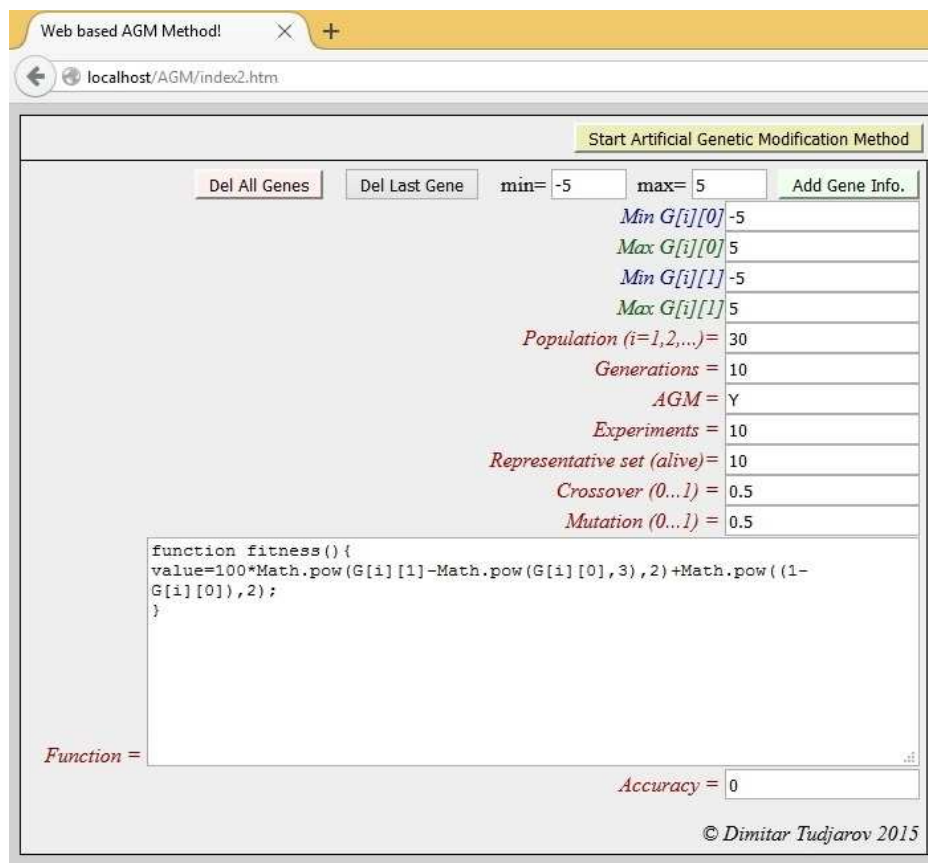 Web based AGM Method!
localhost/AGM/index2.htm
Start Artificial Genetic Modification Method
Del All Genes Del Last Gene min= -5 max= 5 Add Gene Info.
Min G[i][0] -5
Max G[i][0] 5
Min G[i][1] -5
Max G[i][1] 5
Population (i=1,2,...)= 30
Generations = 10
AGM = Y
Experiments = 10
Representative set (alive)= 10
Crossover (0...1) = 0.5
Mutation (0...1) = 0.5
function fitness(){
value=100*Math.pow(G[i][1]-Math.pow(G[i][0],3),2)+Math.pow((1-
G[i][0]),2);
}
Function =
Accuracy = 0
© Dimitar Tudjarov 2015